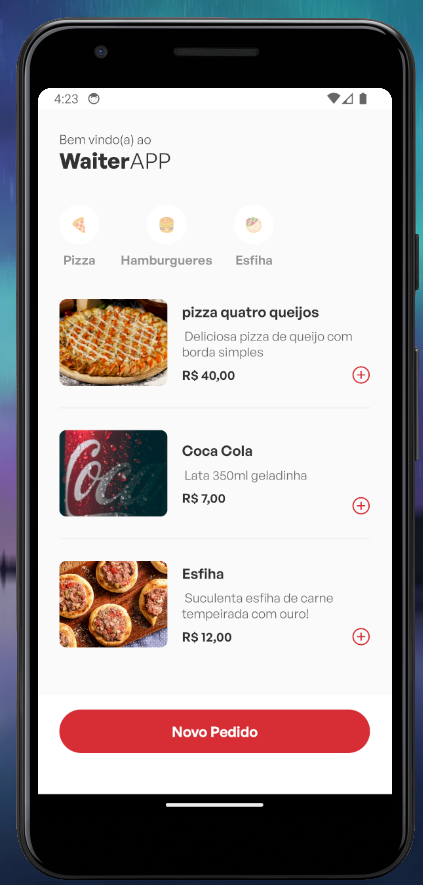 4:23
Bem vindo(a) ao
WaiterAPP
Pizza
Hamburgueres
Esfiha
pizza quatro queijos
Deliciosa pizza de queijo com
borda simples
R$ 40,00
Coca Cola
Lata 350ml geladinha
R$ 7,00
Coc
Esfiha
Suculenta esfiha de carne
tempeirada com ouro!
R$ 12,00
Novo Pedido